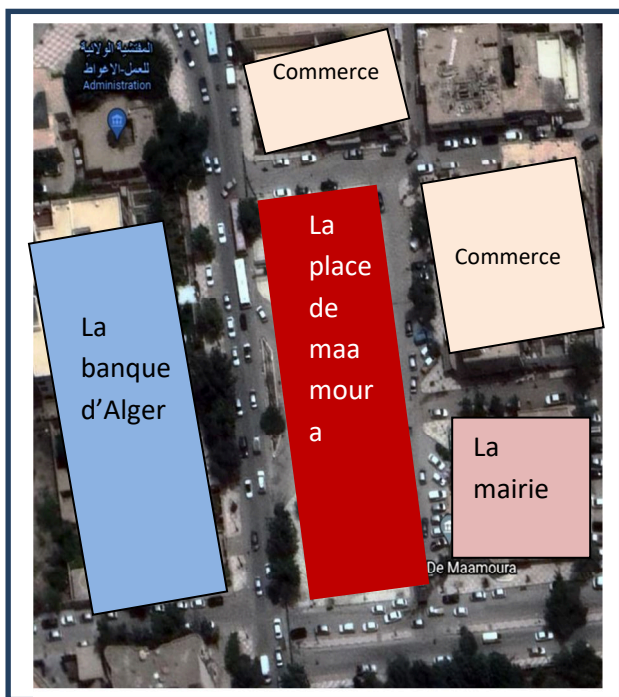 المفتشية الولائية
للعمل-الاغواط
Administration
Commerce
La
place
de
maa
mour
a
Commerce
La
banque
d’Alger
La
mairie
De Maamoura